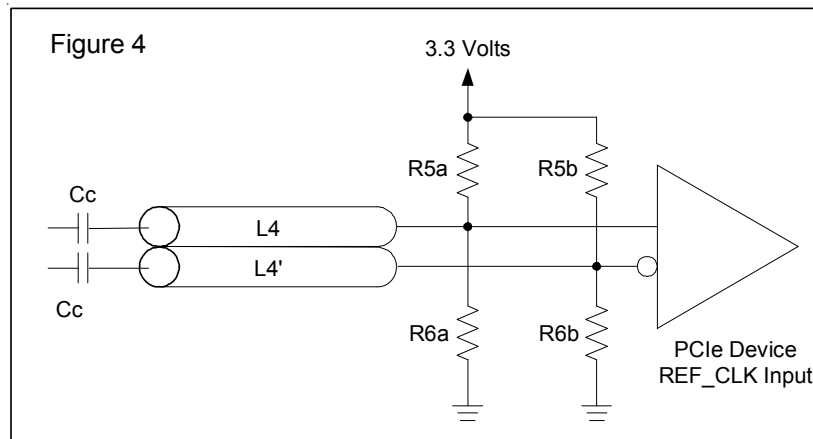 Figure 4
3.3 Volts
R5a
R5b
Cc
L4
L4'
Cc
R6a
R6b
PCIe Device
REF_CLK Input